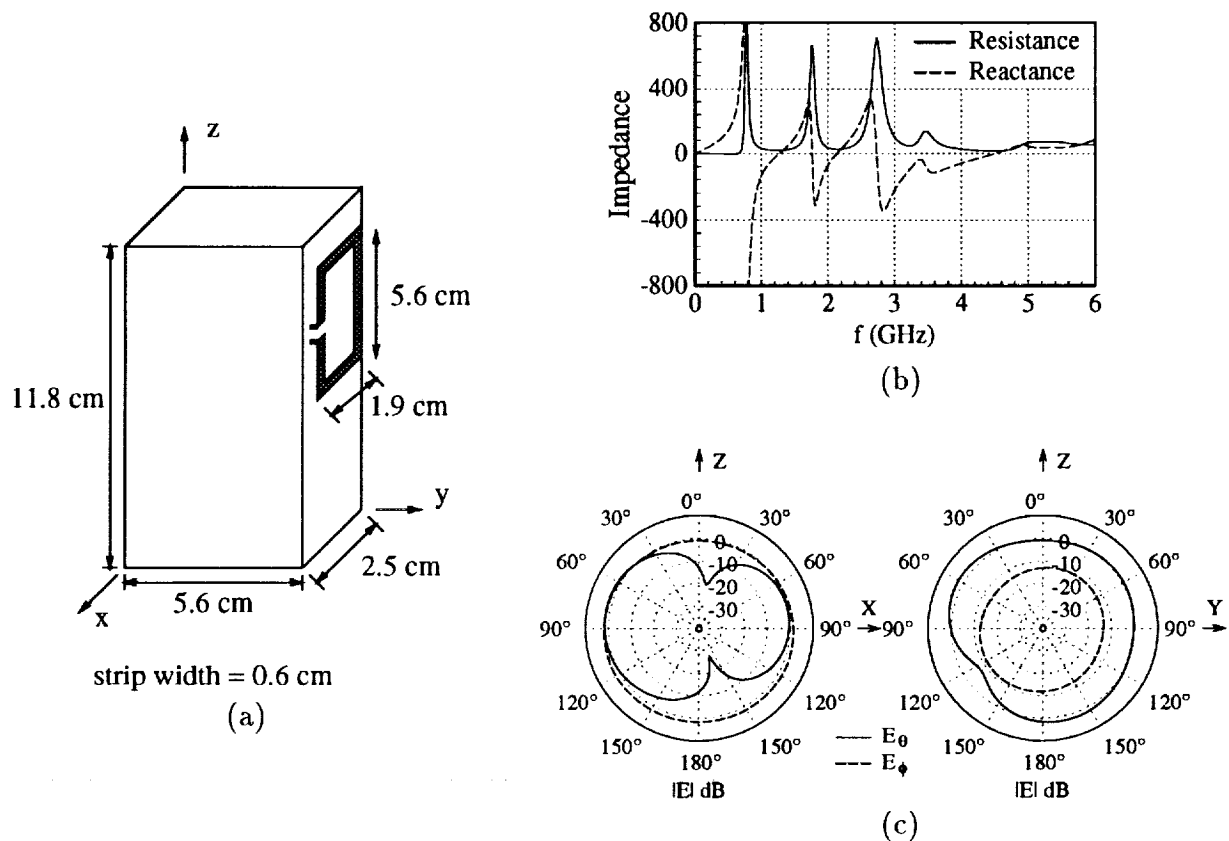 z
11.8 cm
5.6 cm
1.9 cm
y
2.5 cm
5.6 cm
x
strip width = 0.6 cm
(a)
800
400
0
-400
-800
Impedance
Resistance
Reactance
0 1 2 3 4 5 6
f (GHz)
(b)
Z
0°
30° 30°
60° 60°
90° 90°
120° 120°
150° 150°
180°
0
-10
-20
-30
X
|E| dB
E θ
E ϕ
Z
0°
30° 30°
60° 60°
90° 90°
120° 120°
150° 150°
180°
0
-10
-20
-30
Y
|E| dB
(c)